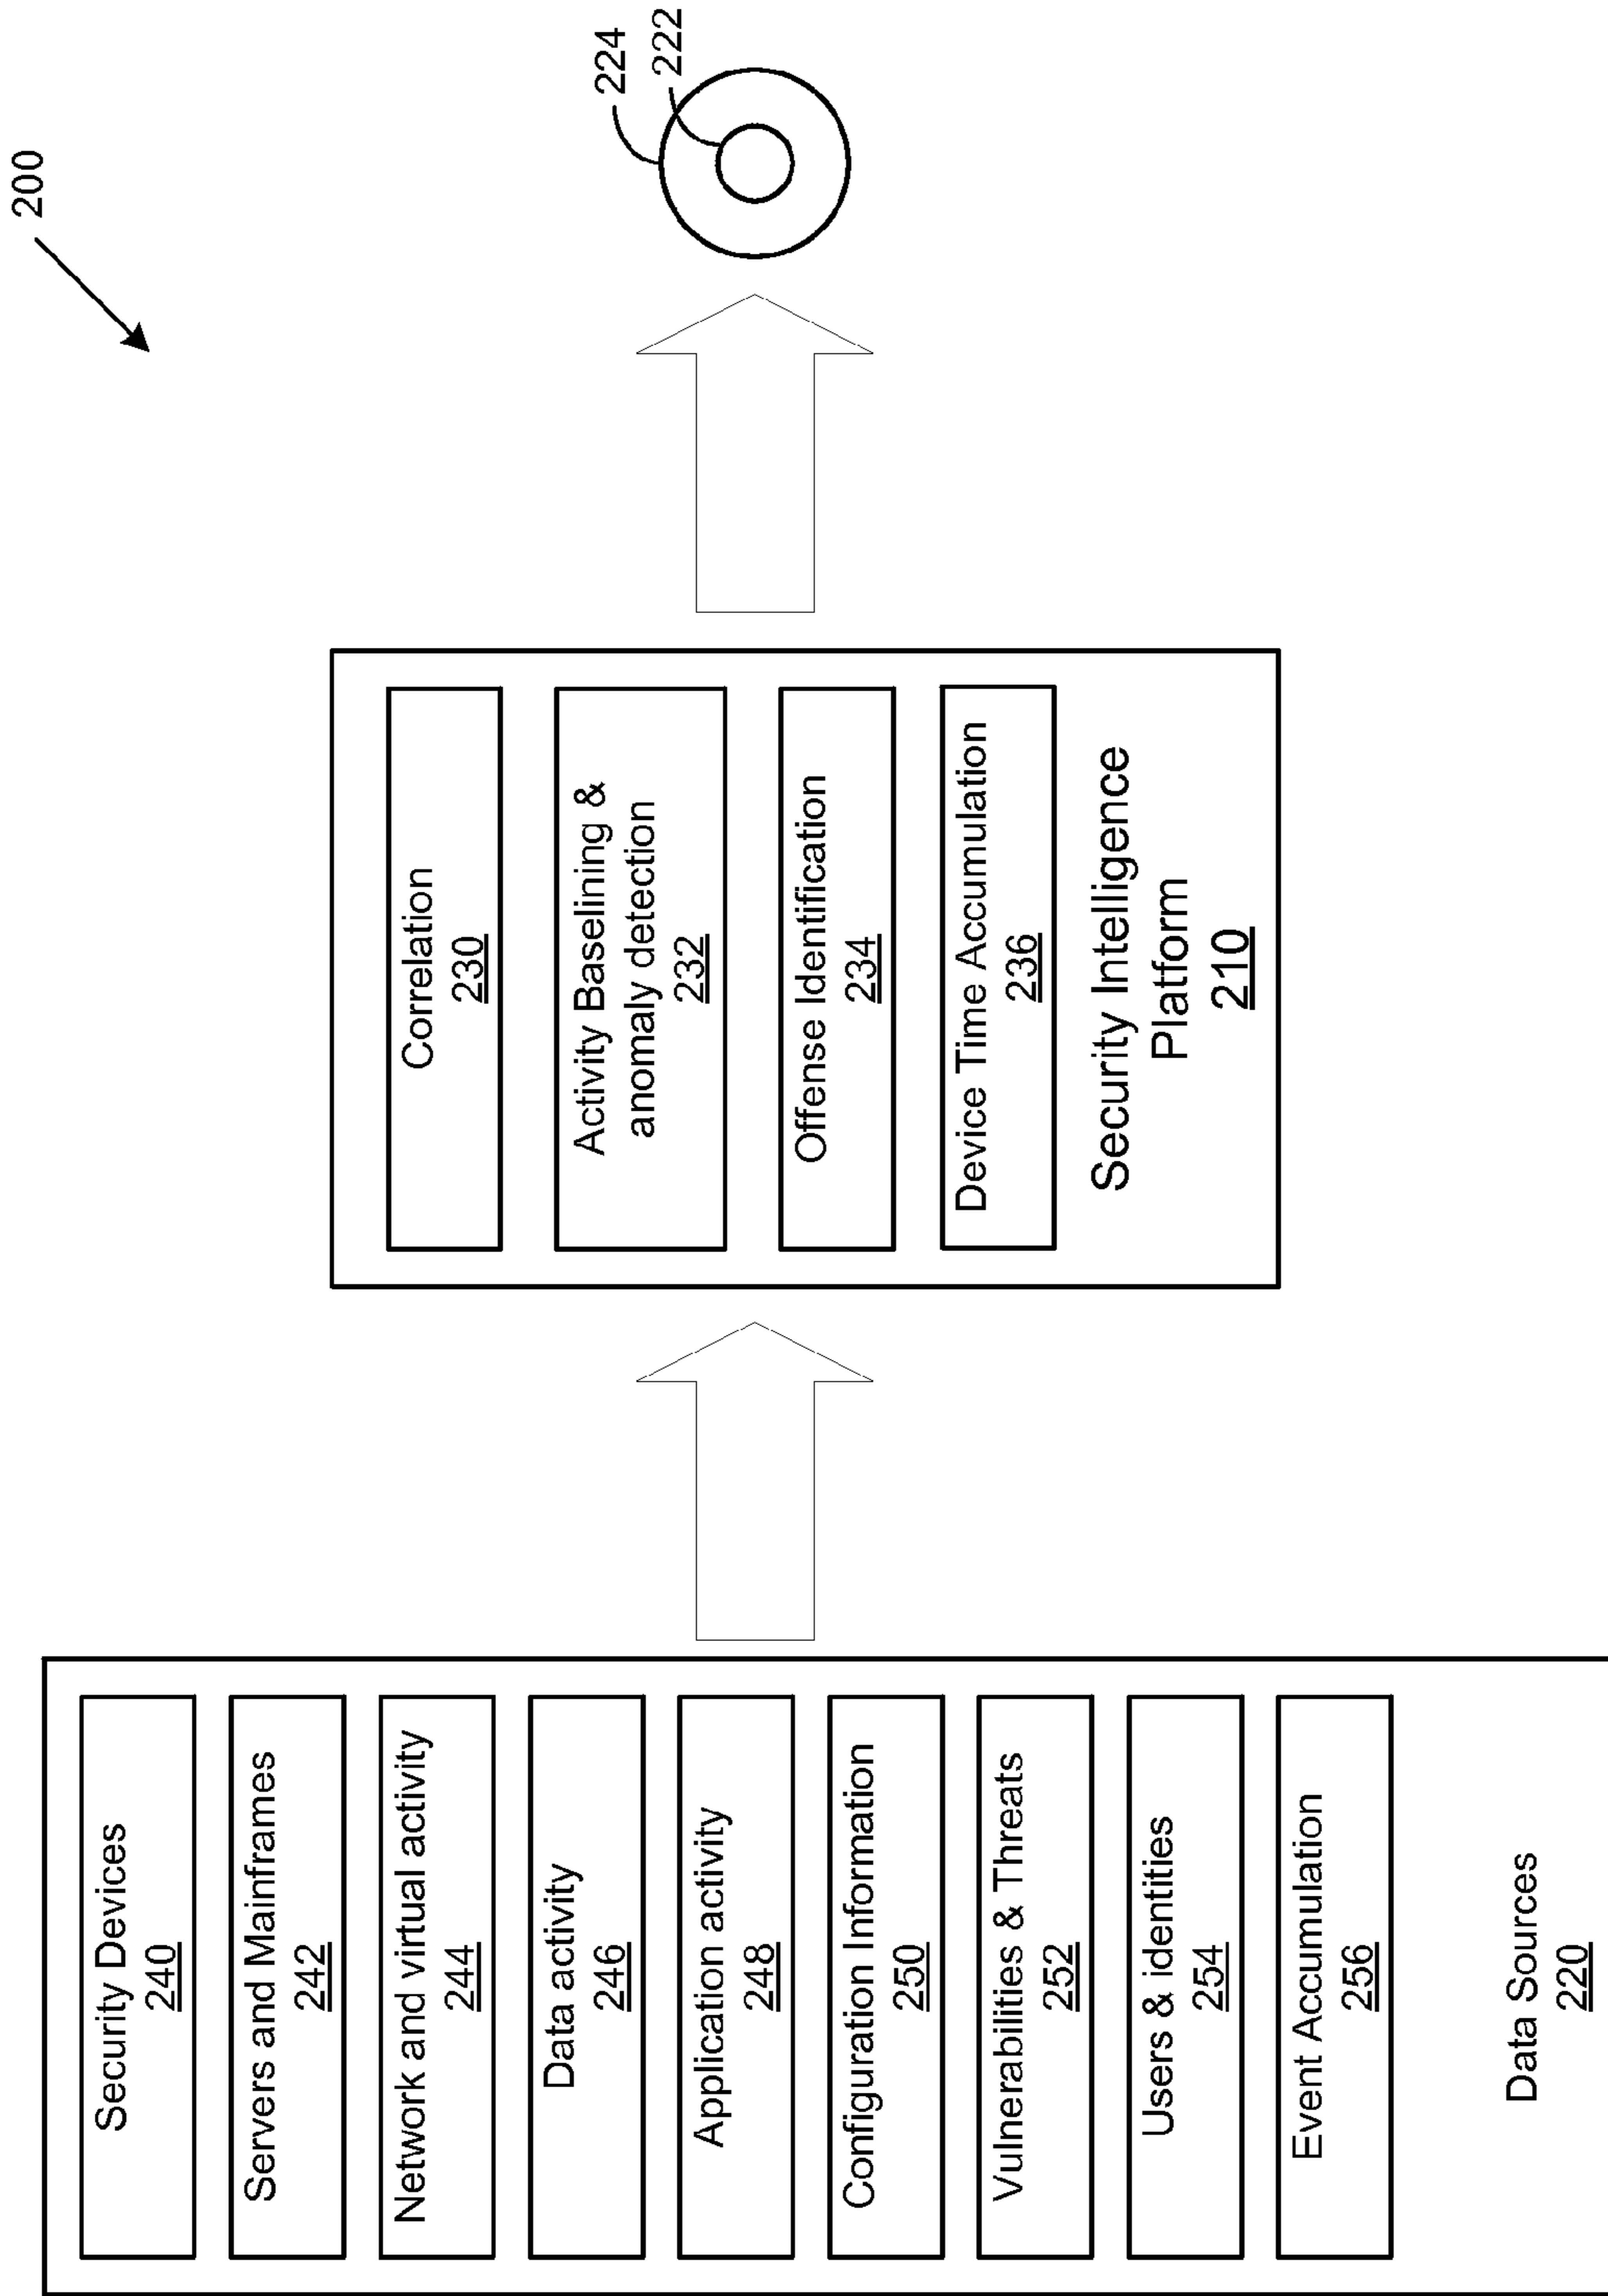 200
Security Devices
240
Servers and Mainframes
242
Network and virtual activity
244
Data activity
246
Application activity
248
Configuration Information
250
Vulnerabilities & Threats
252
Users & identities
254
Event Accumulation
256
Data Sources
220
Correlation
230
Activity Baselining &
anomaly detection
232
Offense Identification
234
Device Time Accumulation
236
Security Intelligence
Platform
210
224
222